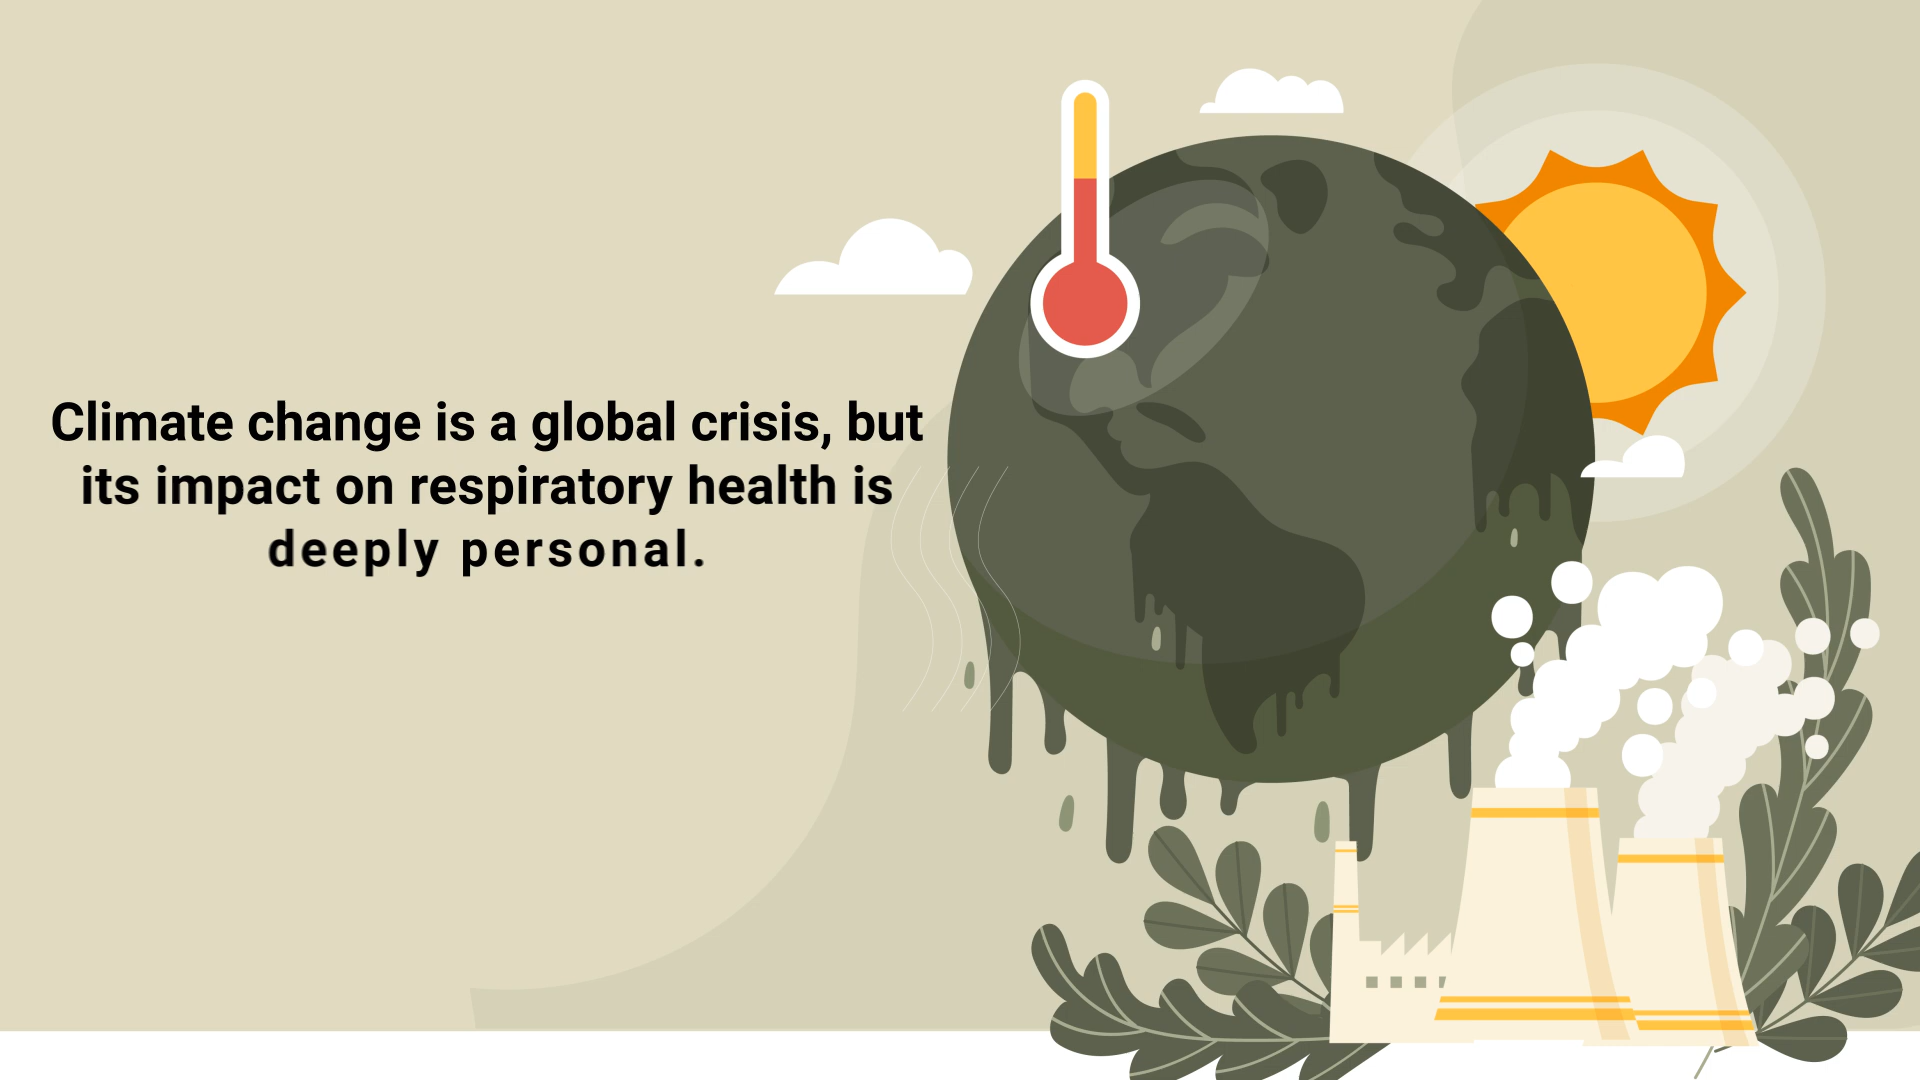 Climate change is a global crisis, but
its impact on respiratory health is
deeply personal.